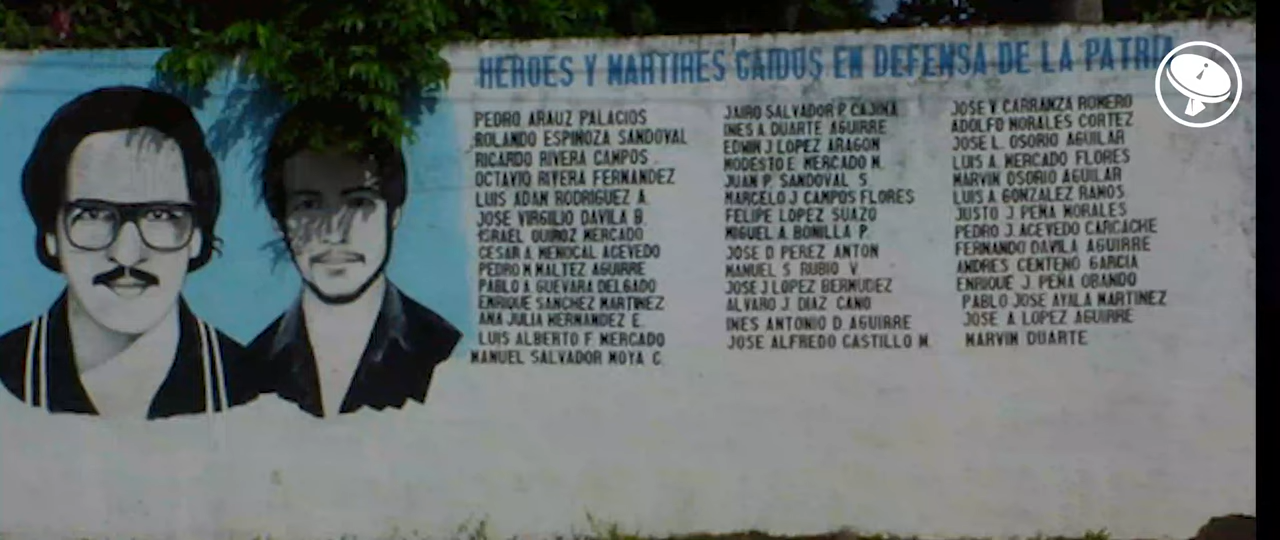 HEROES Y MARTIRES CAIDOS EN DEFENSA DE LA PATRIA
PEDRO ARAUZ PALACIOS
ROLANDO ESPINOZA SANDOVAL
RICARDO RIVERA CAMPOS
OCTAVIO RIVERA FERNANDEZ
LUIS ADAN RODRIGUEZ A.
JOSE VIRGILIO DAVILA B.
ISRAEL QUIROZ MERCADO
CESAR A MENOCAL ACEVEDO
PEDRO M MALTEZ AGUIRRE
PABLO A GUEVARA DELGADO
ENRIQUE SANCHEZ MARTINEZ
ANA JULIA HERNANDEZ E.
LUIS ALBERTO F. MERCADO
MANUEL SALVADOR MOYA C.
JAIRO SALVADOR P. CAJINA
INES A. DUARTE AGUIRRE
EDWIN J LOPEZ ARAGON
MODESTO E. MERCADO M.
JUAN P. SANDOVAL S.
MARCELO J CAMPOS FLORES
FELIPE LOPEZ SUAZO
MIGUEL A BONILLA P.
JOSE D PEREZ ANTON
MANUEL S RUBIO V
JOSE J LOPEZ BERMUDEZ
ALVARO J. DIAZ CANO
INES ANTONIO D AGUIRRE
JOSE ALFREDO CASTILLO M.
JOSE V CARRANZA ROMERO
ADOLFO MORALES CORTEZ
JOSE L. OSORIO AGUILAR
LUIS A. MERCADO FLORES
MARVIN OSORIO AGUILAR
LUIS A GONZALEZ RAMOS
JUSTO J. PEÑA MORALES
PEDRO J. ACEVEDO CARCACHE
FERNANDO DAVILA AGUIRRE
ANDRES CENTENO GARCIA
ENRIQUE J. PEÑA OBANDO
PABLO JOSE AYALA MARTINEZ
JOSE A LOPEZ AGUIRRE
MARVIN DUARTE